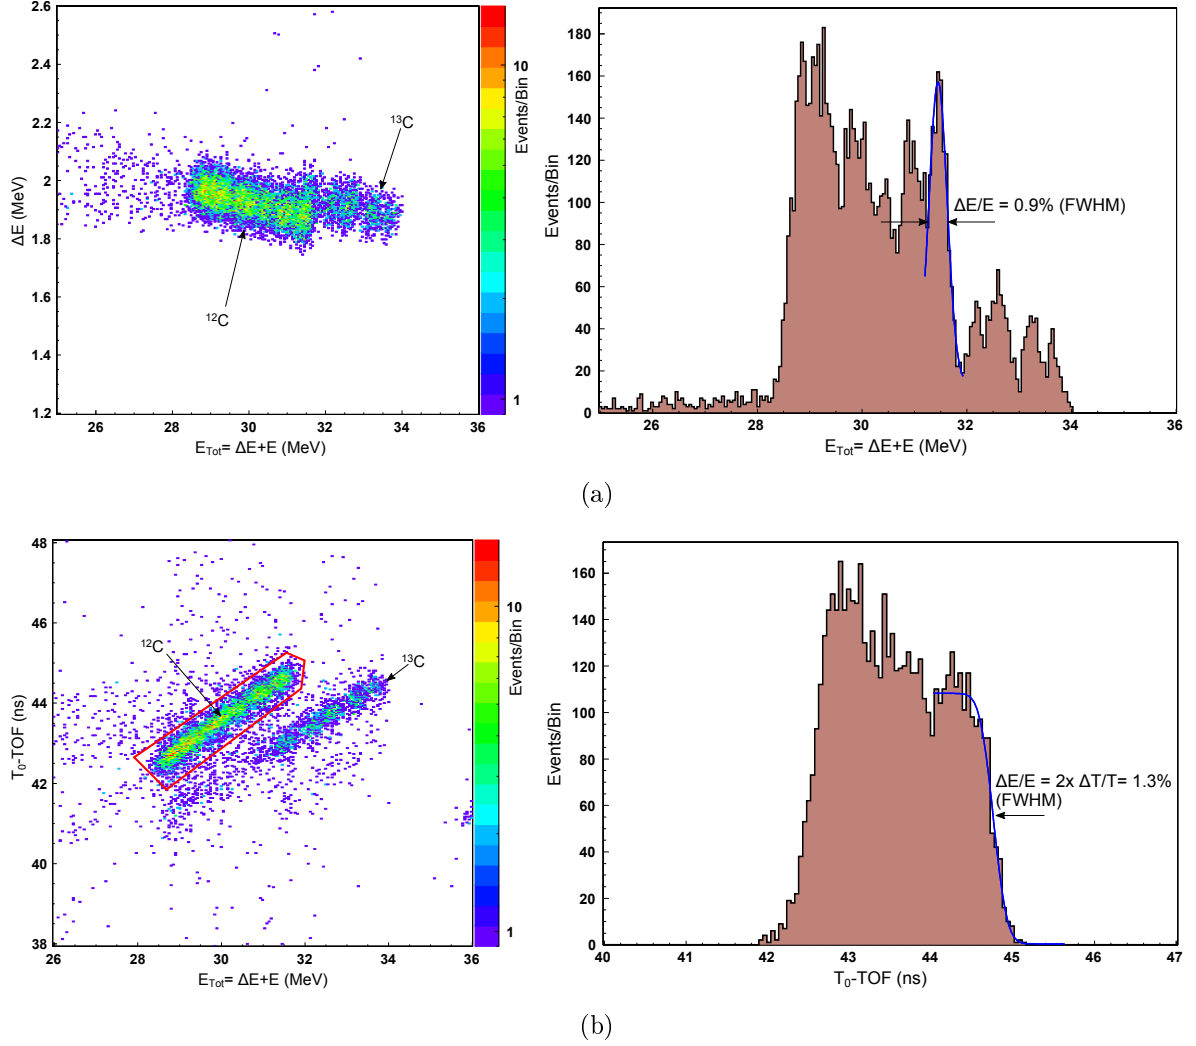 2.6
2.4
2.2
2
1.8
1.6
1.4
1.2
26 28 30 32 34 36
ΔE (MeV)
E_Tot= ΔE+E (MeV)
¹³C
¹²C
10
1
Events/Bin
180
160
140
120
100
80
60
40
20
0
26 28 30 32 34 36
Events/Bin
E_Tot= ΔE+E (MeV)
ΔE/E = 0.9% (FWHM)
(a)
48
46
44
42
40
38
26 28 30 32 34 36
T₀-TOF (ns)
E_Tot= ΔE+E (MeV)
¹²C
¹³C
10
1
Events/Bin
160
140
120
100
80
60
40
20
0
40 41 42 43 44 45 46 47
Events/Bin
T₀-TOF (ns)
ΔE/E = 2x ΔT/T= 1.3%
(FWHM)
(b)